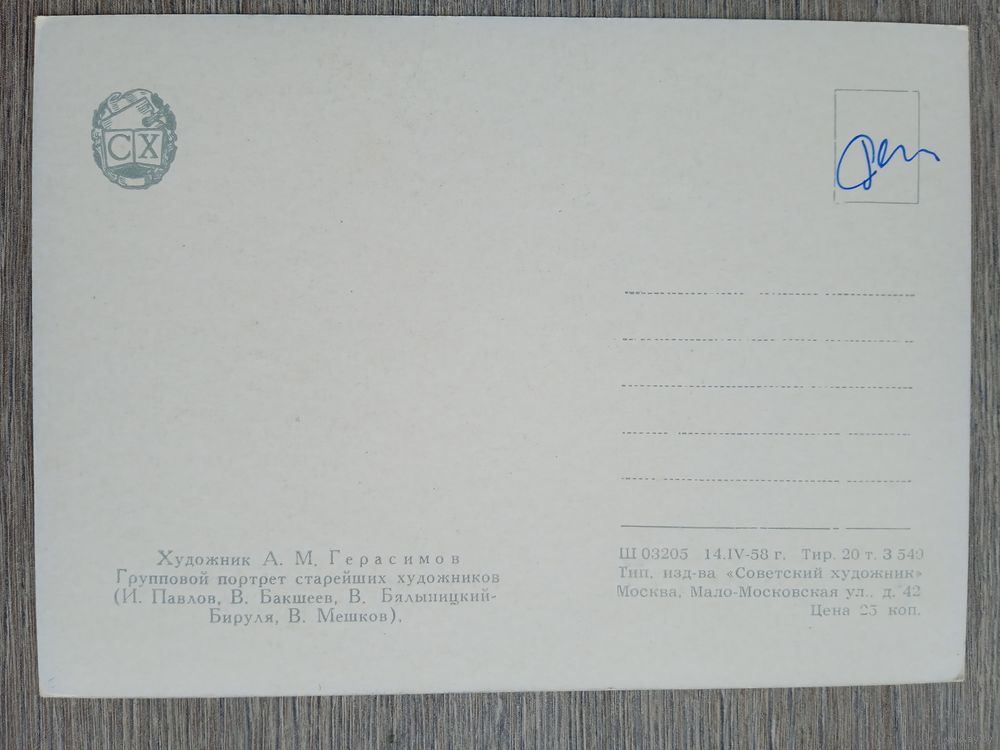 СХ
Художник А. М. Герасимов
Групповой портрет старейших художников
(И. Павлов, В. Бакшеев, В. Бялыницкий-
Бируля, В. Мешков).
Ш 03205 14.IV-58 г. Тир. 20 т. З 549
Тип. изд-ва «Советский художник»
Москва, Мало-Московская ул., д. 42
Цена 25 коп.